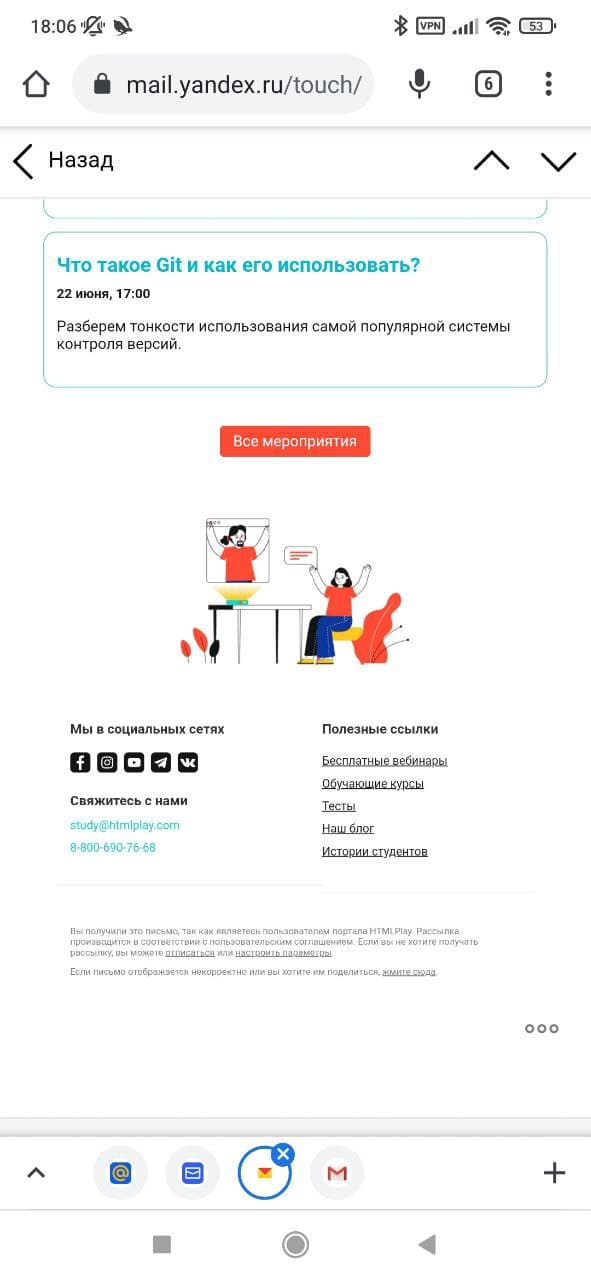 18:06
VPN
53
mail.yandex.ru/touch/
6
Назад
Что такое Git и как его использовать?
22 июня, 17:00
Разберем тонкости использования самой популярной системы
контроля версий.
Все мероприятия
Мы в социальных сетях
Свяжитесь с нами
study@htmlplay.com
8-800-690-76-68
Полезные ссылки
Бесплатные вебинары
Обучающие курсы
Тесты
Наш блог
Истории студентов
Вы получили это письмо, так как являетесь пользователем портала HTMLPlay. Рассылка
производится в соответствии с пользовательским соглашением. Если вы не хотите получать
рассылку, вы можете отписаться или настроить параметры.
Если письмо отображается некорректно или вы хотите им поделиться, жмите сюда.